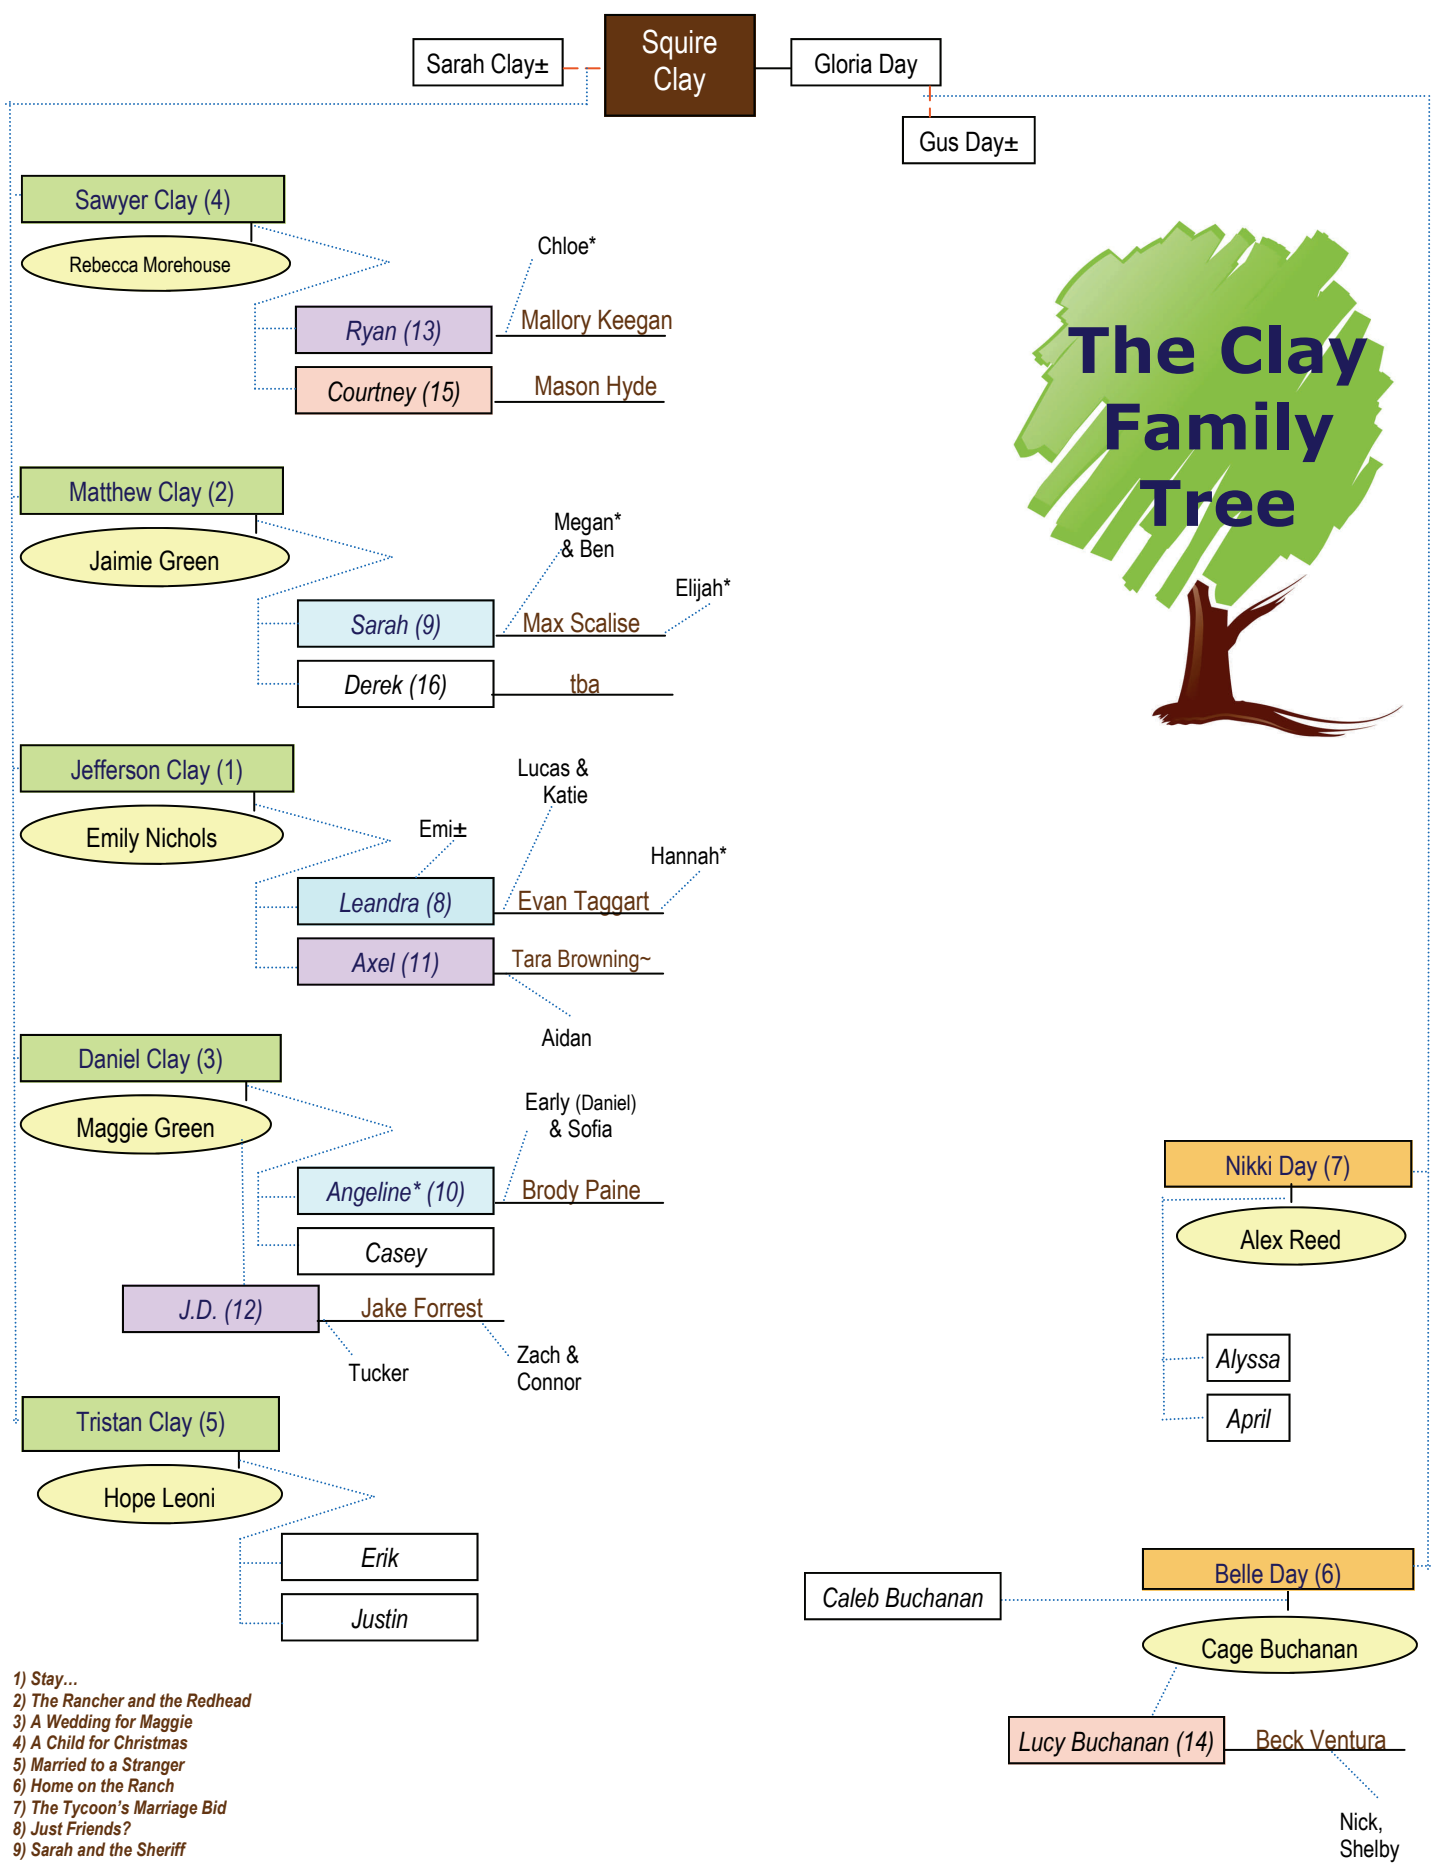 Sarah Clay±
Squire
Clay
Gloria Day
Gus Day±
The Clay
Family
Tree
Sawyer Clay (4)
Rebecca Morehouse
Chloe*
Ryan (13)
Mallory Keegan
Courtney (15)
Mason Hyde
Matthew Clay (2)
Jaimie Green
Megan*
& Ben
Elijah*
Sarah (9)
Max Scalise
Derek (16)
tba
Jefferson Clay (1)
Emily Nichols
Lucas &
Katie
Emi±
Hannah*
Leandra (8)
Evan Taggart
Axel (11)
Tara Browning~
Aidan
Daniel Clay (3)
Maggie Green
Early (Daniel)
& Sofia
Angeline* (10)
Brody Paine
Casey
J.D. (12)
Jake Forrest
Tucker
Zach &
Connor
Tristan Clay (5)
Hope Leoni
Erik
Justin
Nikki Day (7)
Alex Reed
Alyssa
April
Belle Day (6)
Caleb Buchanan
Cage Buchanan
Lucy Buchanan (14)
Beck Ventura
Nick,
Shelby
1) Stay…
2) The Rancher and the Redhead
3) A Wedding for Maggie
4) A Child for Christmas
5) Married to a Stranger
6) Home on the Ranch
7) The Tycoon's Marriage Bid
8) Just Friends?
9) Sarah and the Sheriff